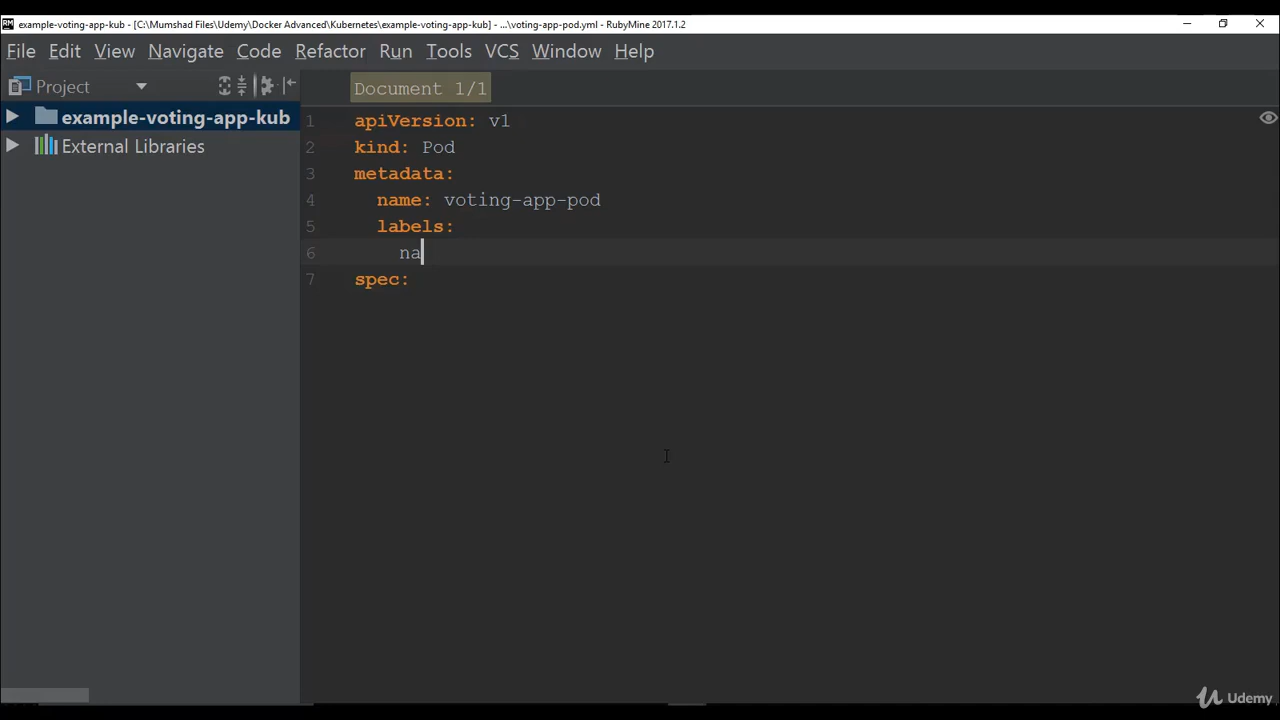 RM example-voting-app-kub - [C:\Mumshad Files\Udemy\Docker Advanced\Kubernetes\example-voting-app-kub] - ...\voting-app-pod.yml - RubyMine 2017.1.2
File Edit View Navigate Code Refactor Run Tools VCS Window Help
Project
Document 1/1
example-voting-app-kub
External Libraries
1 apiVersion: v1
2 kind: Pod
3 metadata:
4 name: voting-app-pod
5 labels:
6 na
7 spec:
Udemy